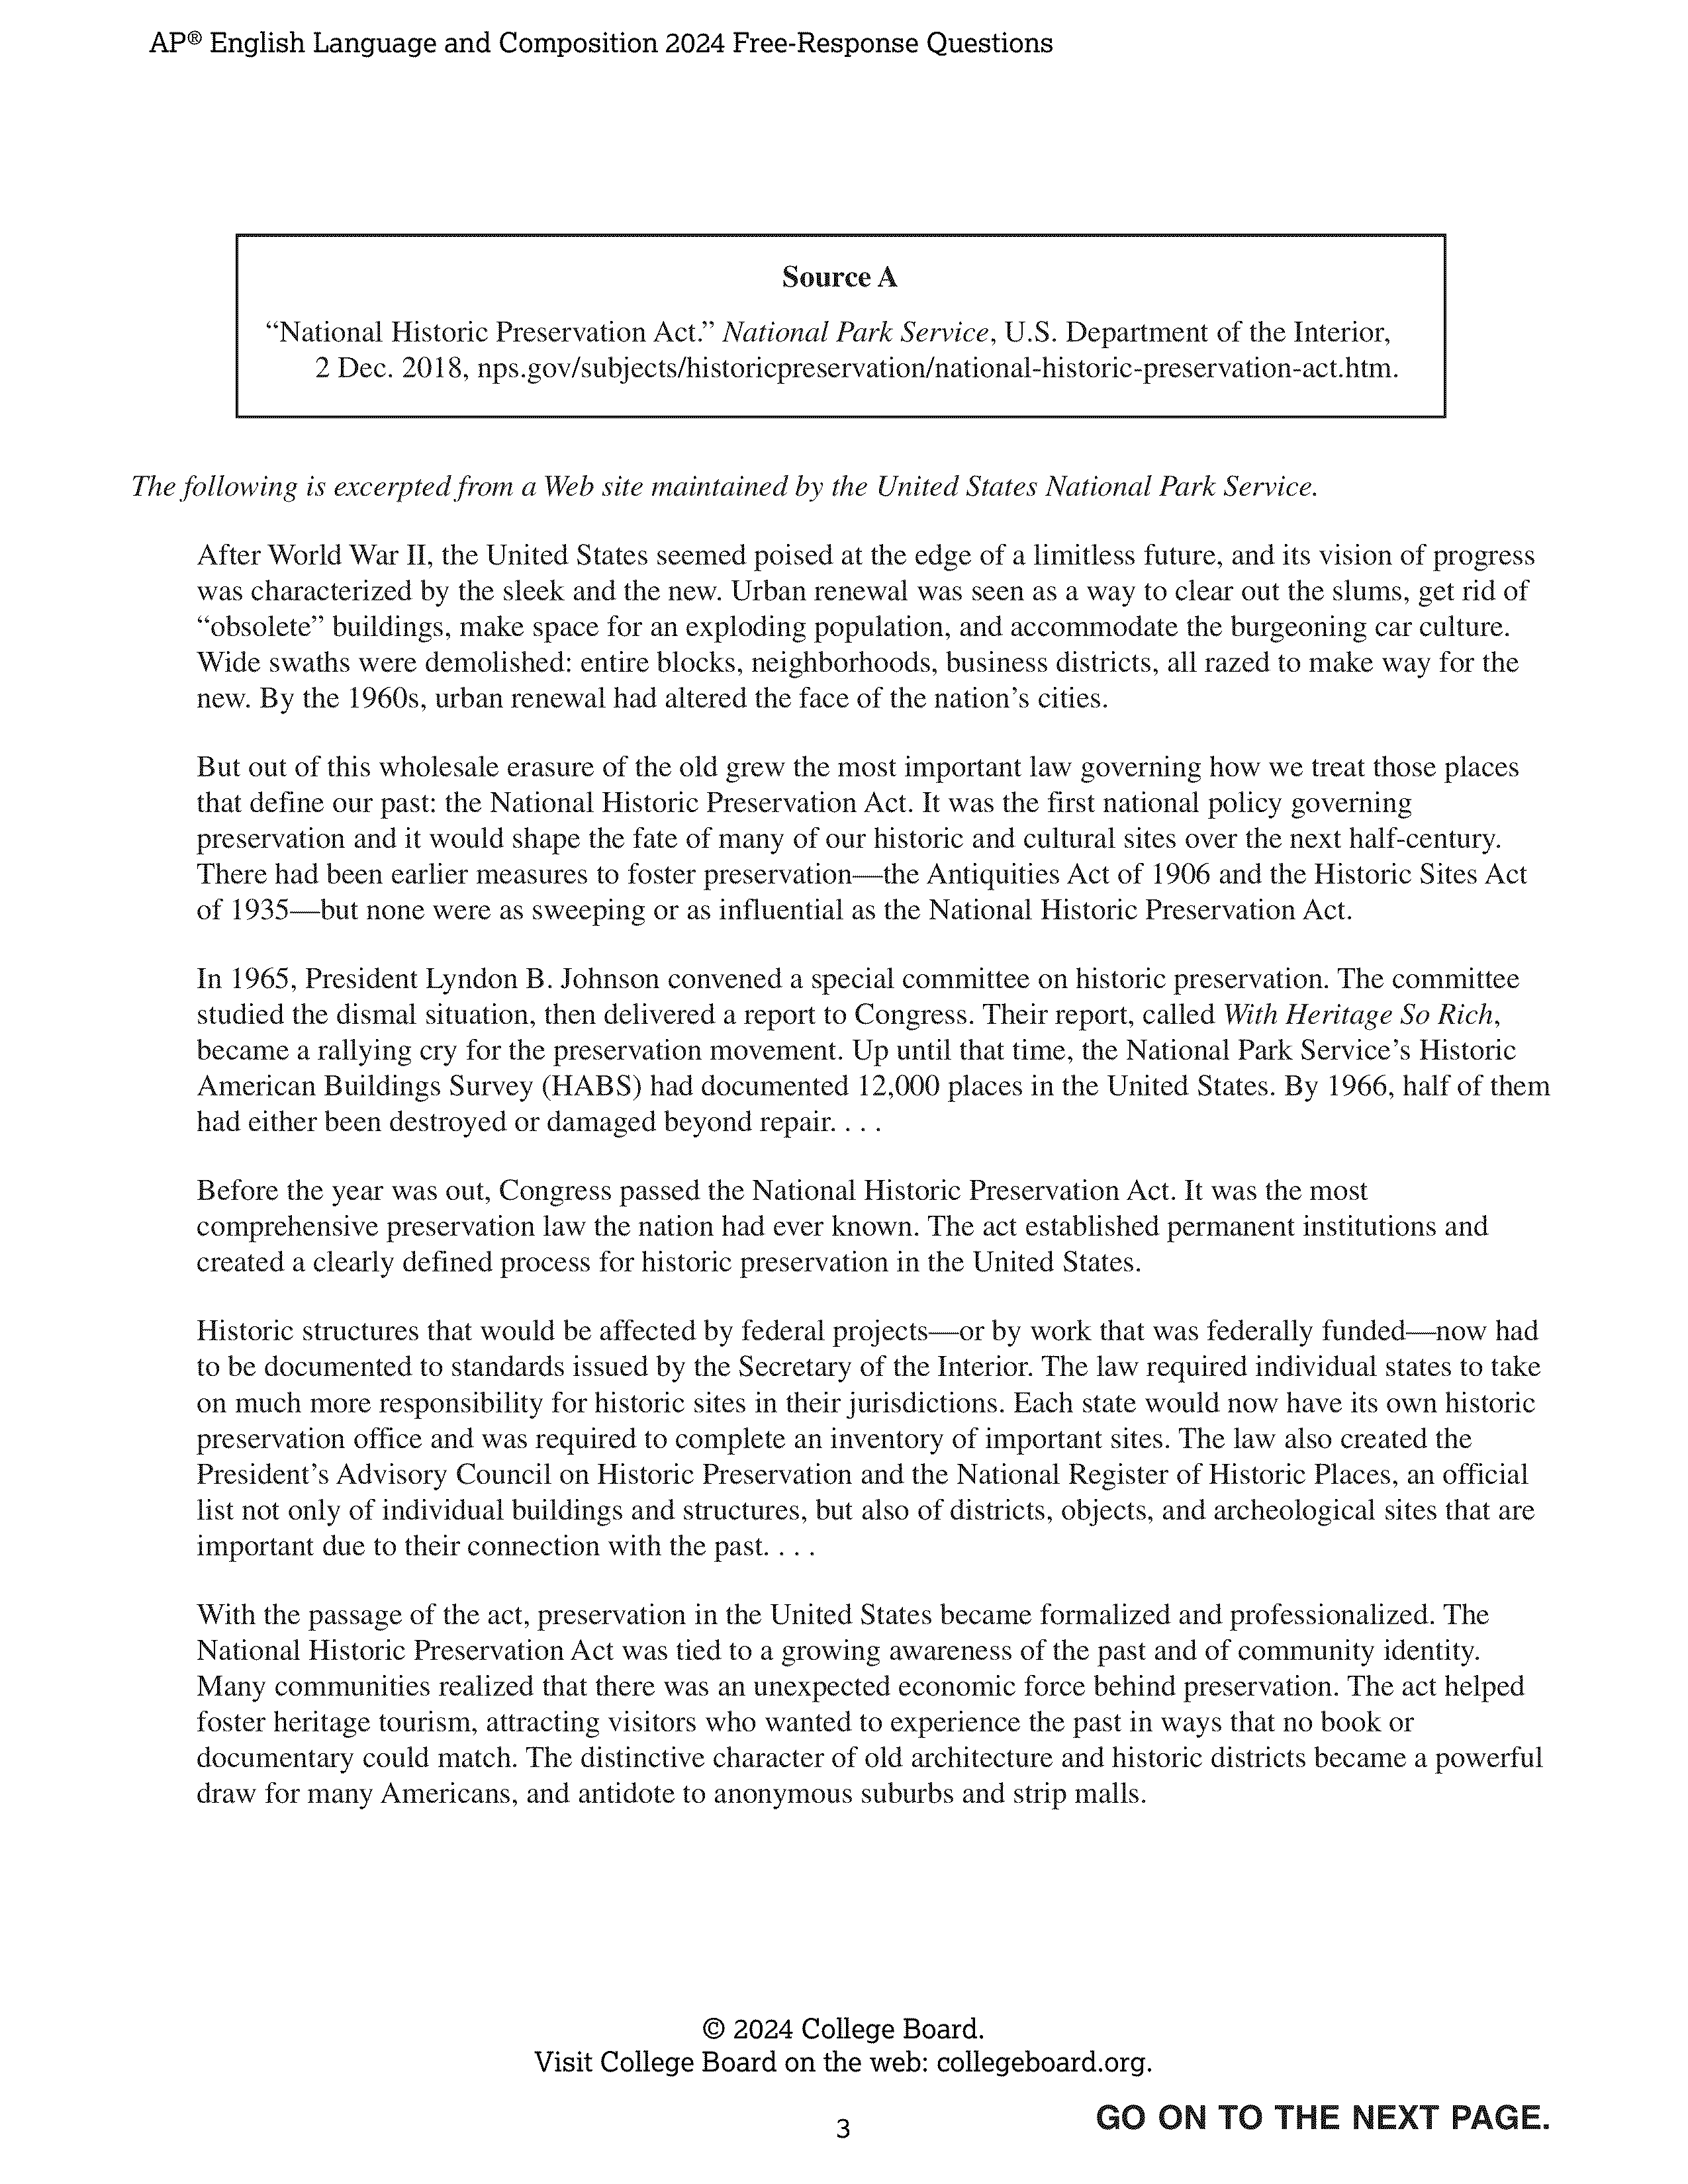 AP® English Language and Composition 2024 Free-Response Questions
Source A
“National Historic Preservation Act.” National Park Service, U.S. Department of the Interior,
2 Dec. 2018, nps.gov/subjects/historicpreservation/national-historic-preservation-act.htm.
The following is excerpted from a Web site maintained by the United States National Park Service.
After World War II, the United States seemed poised at the edge of a limitless future, and its vision of progress
was characterized by the sleek and the new. Urban renewal was seen as a way to clear out the slums, get rid of
“obsolete” buildings, make space for an exploding population, and accommodate the burgeoning car culture.
Wide swaths were demolished: entire blocks, neighborhoods, business districts, all razed to make way for the
new. By the 1960s, urban renewal had altered the face of the nation’s cities.
But out of this wholesale erasure of the old grew the most important law governing how we treat those places
that define our past: the National Historic Preservation Act. It was the first national policy governing
preservation and it would shape the fate of many of our historic and cultural sites over the next half-century.
There had been earlier measures to foster preservation—the Antiquities Act of 1906 and the Historic Sites Act
of 1935—but none were as sweeping or as influential as the National Historic Preservation Act.
In 1965, President Lyndon B. Johnson convened a special committee on historic preservation. The committee
studied the dismal situation, then delivered a report to Congress. Their report, called With Heritage So Rich,
became a rallying cry for the preservation movement. Up until that time, the National Park Service’s Historic
American Buildings Survey (HABS) had documented 12,000 places in the United States. By 1966, half of them
had either been destroyed or damaged beyond repair. . . .
Before the year was out, Congress passed the National Historic Preservation Act. It was the most
comprehensive preservation law the nation had ever known. The act established permanent institutions and
created a clearly defined process for historic preservation in the United States.
Historic structures that would be affected by federal projects—or by work that was federally funded—now had
to be documented to standards issued by the Secretary of the Interior. The law required individual states to take
on much more responsibility for historic sites in their jurisdictions. Each state would now have its own historic
preservation office and was required to complete an inventory of important sites. The law also created the
President’s Advisory Council on Historic Preservation and the National Register of Historic Places, an official
list not only of individual buildings and structures, but also of districts, objects, and archeological sites that are
important due to their connection with the past. . . .
With the passage of the act, preservation in the United States became formalized and professionalized. The
National Historic Preservation Act was tied to a growing awareness of the past and of community identity.
Many communities realized that there was an unexpected economic force behind preservation. The act helped
foster heritage tourism, attracting visitors who wanted to experience the past in ways that no book or
documentary could match. The distinctive character of old architecture and historic districts became a powerful
draw for many Americans, and antidote to anonymous suburbs and strip malls.
© 2024 College Board.
Visit College Board on the web: collegeboard.org.
GO ON TO THE NEXT PAGE.
3